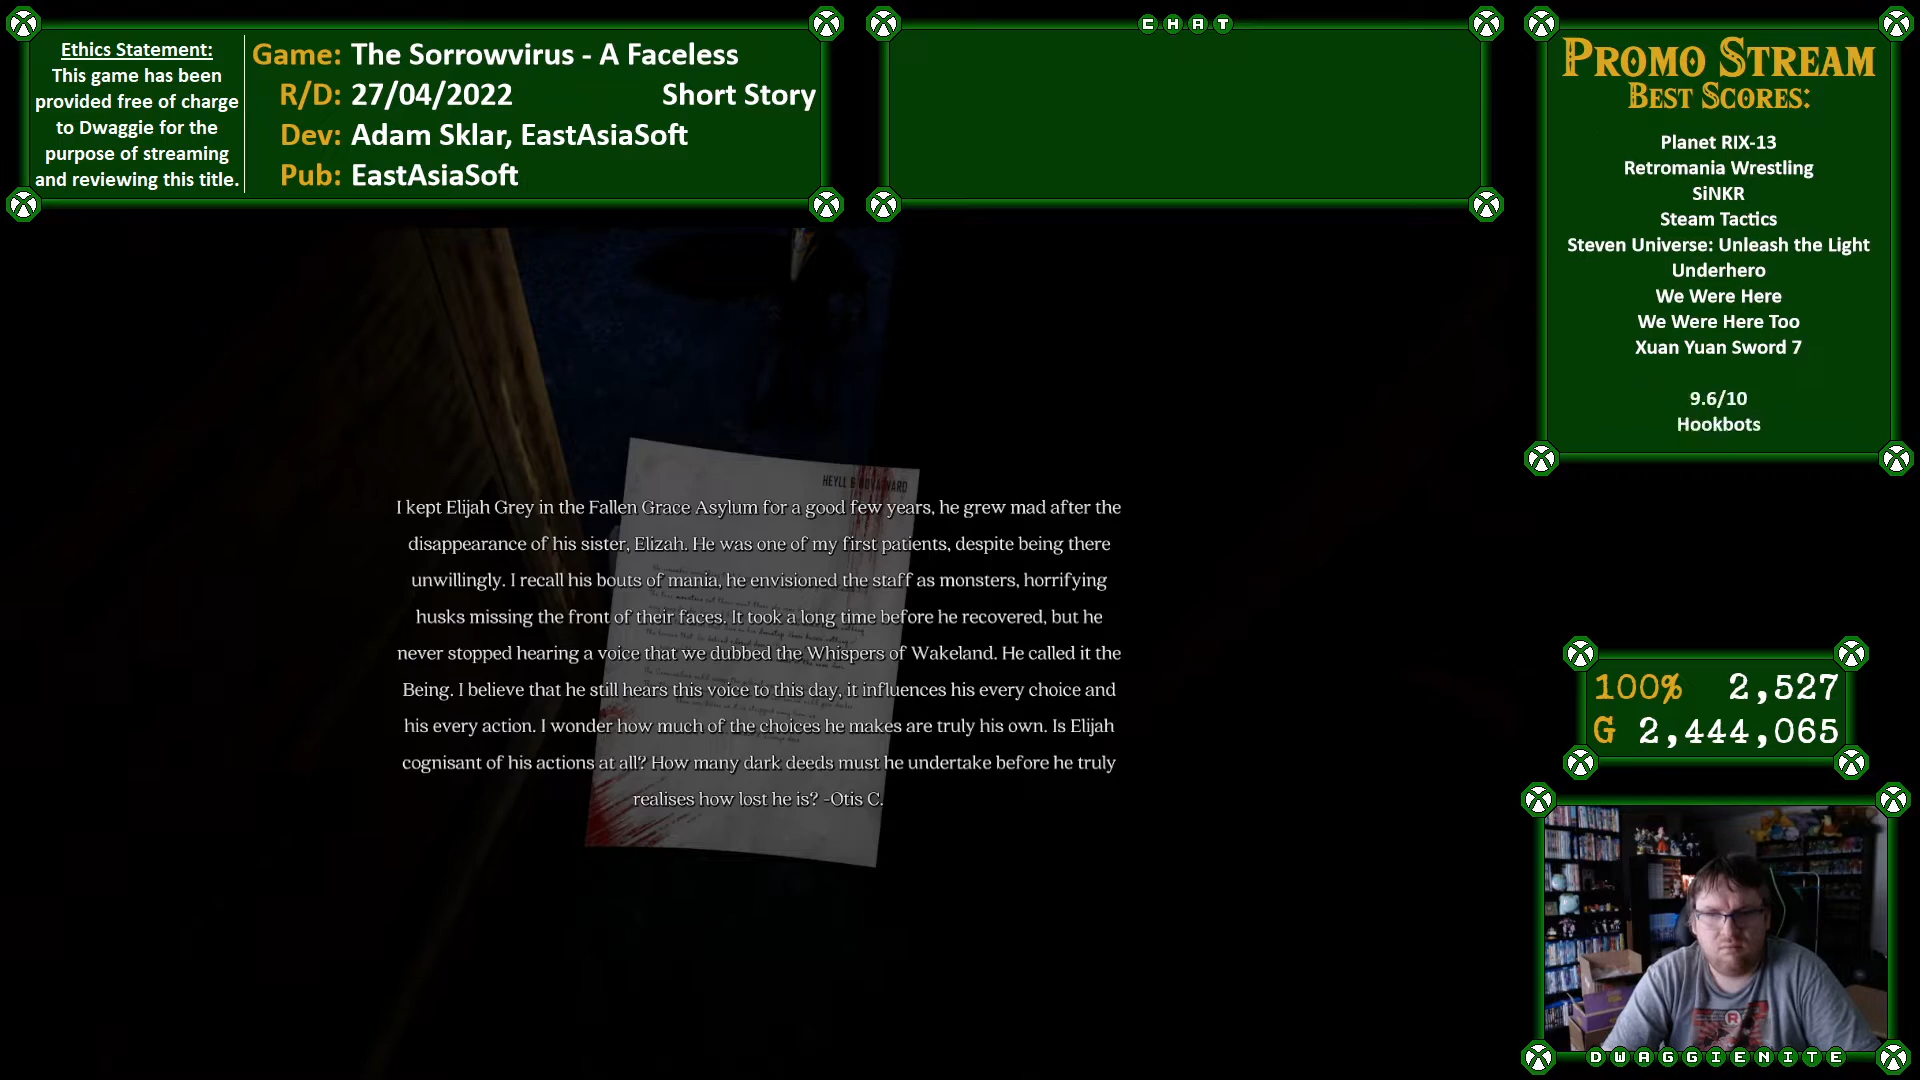 Ethics Statement:
This game has been
provided free of charge
to Dwaggie for the
purpose of streaming
and reviewing this title.
Game: The Sorrowvirus - A Faceless
R/D: 27/04/2022 Short Story
Dev: Adam Sklar, EastAsiaSoft
Pub: EastAsiaSoft
CHAT
PROMO STREAM
BEST SCORES:
Planet RIX-13
Retromania Wrestling
SiNKR
Steam Tactics
Steven Universe: Unleash the Light
Underhero
We Were Here
We Were Here Too
Xuan Yuan Sword 7
9.6/10
Hookbots
I kept Elijah Grey in the Fallen Grace Asylum for a good few years, he grew mad after the
disappearance of his sister, Elizah. He was one of my first patients, despite being there
unwillingly. I recall his bouts of mania, he envisioned the staff as monsters, horrifying
husks missing the front of their faces. It took a long time before he recovered, but he
never stopped hearing a voice that we dubbed the Whispers of Wakeland. He called it the
Being. I believe that he still hears this voice to this day, it influences his every choice and
his every action. I wonder how much of the choices he makes are truly his own. Is Elijah
cognisant of his actions at all? How many dark deeds must he undertake before he truly
realises how lost he is? -Otis C.
100% 2,527
G 2,444,065
DWAGGIENITE